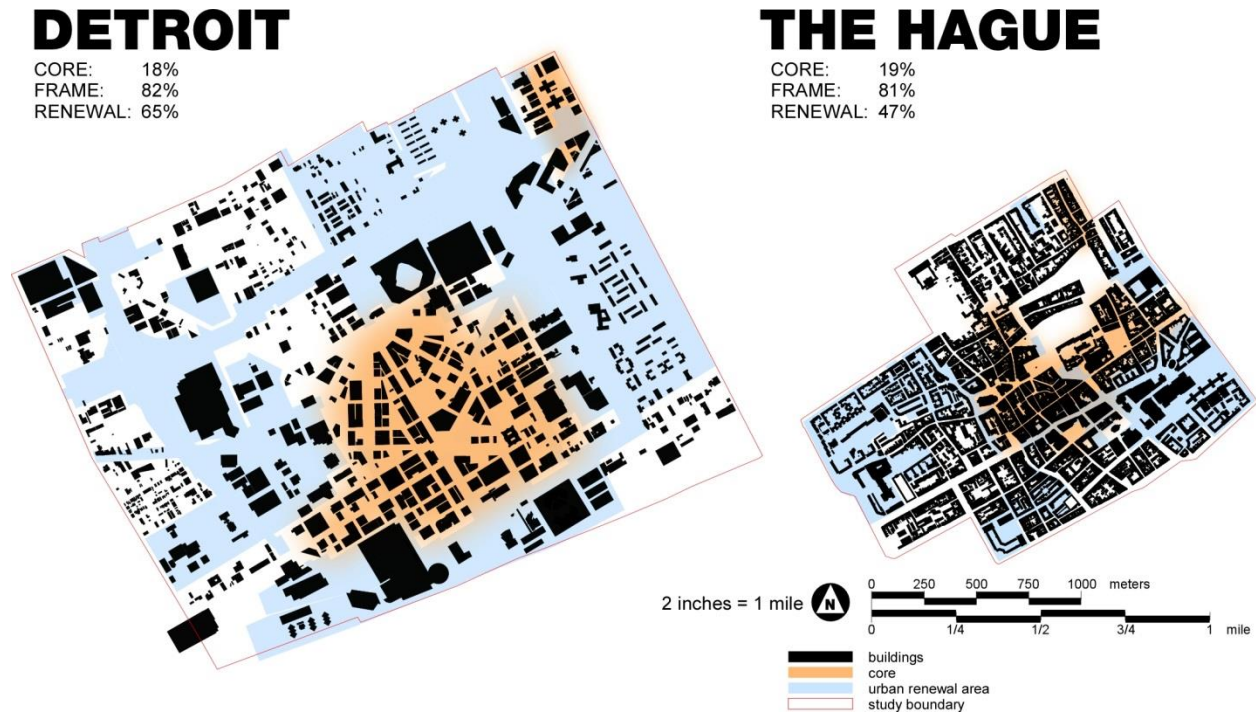 DETROIT
CORE: 18%
FRAME: 82%
RENEWAL: 65%
THE HAGUE
CORE: 19%
FRAME: 81%
RENEWAL: 47%
2 inches = 1 mile
N
0 250 500 750 1000 meters
0 1/4 1/2 3/4 1 mile
buildings
core
urban renewal area
study boundary